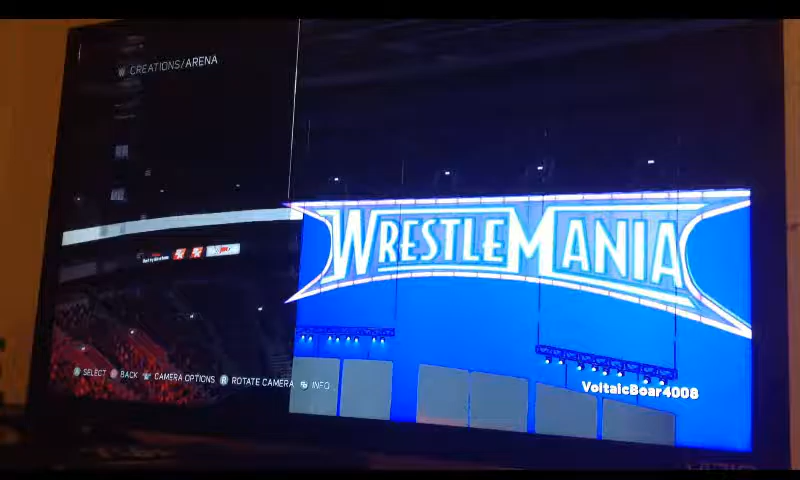 CREATIONS/ARENA
WRESTLEMANIA
SELECT BACK CAMERA OPTIONS ROTATE CAMERA INFO
VoltaicBoar4008